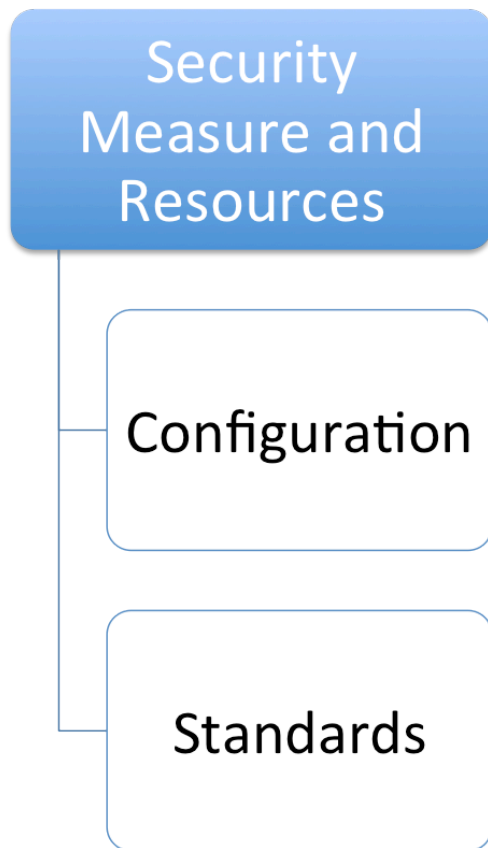 Security
Measure and
Resources
Configuration
Standards